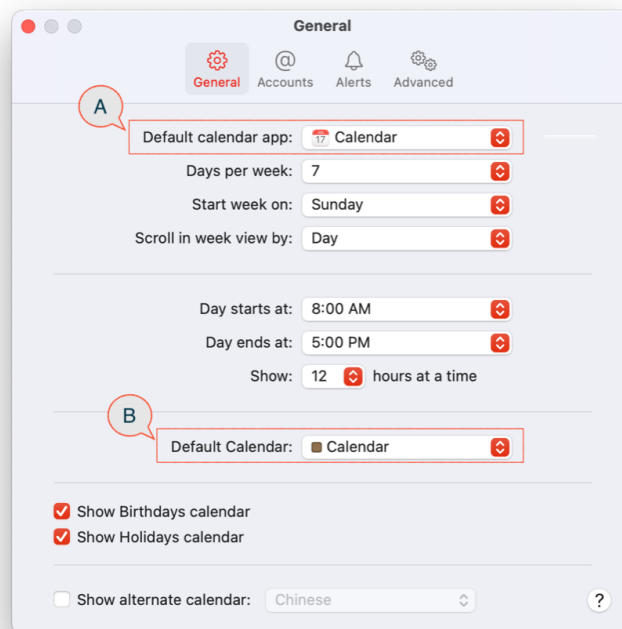 General
General Accounts Alerts Advanced
A
Default calendar app: 17 Calendar
Days per week: 7
Start week on: Sunday
Scroll in week view by: Day
Day starts at: 8:00 AM
Day ends at: 5:00 PM
Show: 12 hours at a time
B
Default Calendar: Calendar
Show Birthdays calendar
Show Holidays calendar
Show alternate calendar: Chinese ?